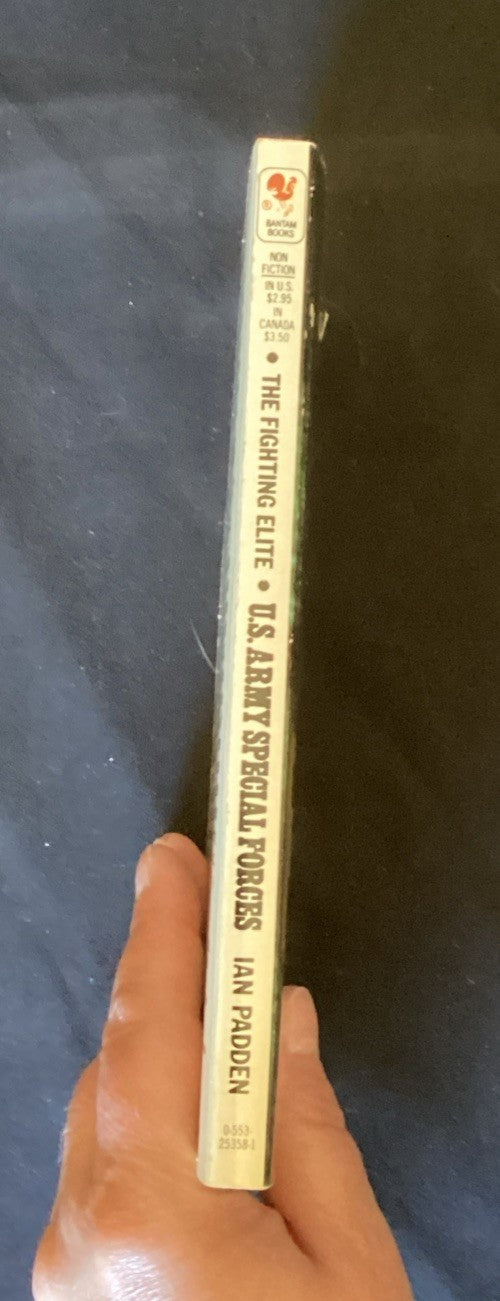 ®
BANTAM
BOOKS
NON
FICTION
IN U.S.
$2.95
IN
CANADA
$3.50
• THE FIGHTING ELITE • U.S. ARMY SPECIAL FORCES IAN PADDEN
0-553-
25358-1